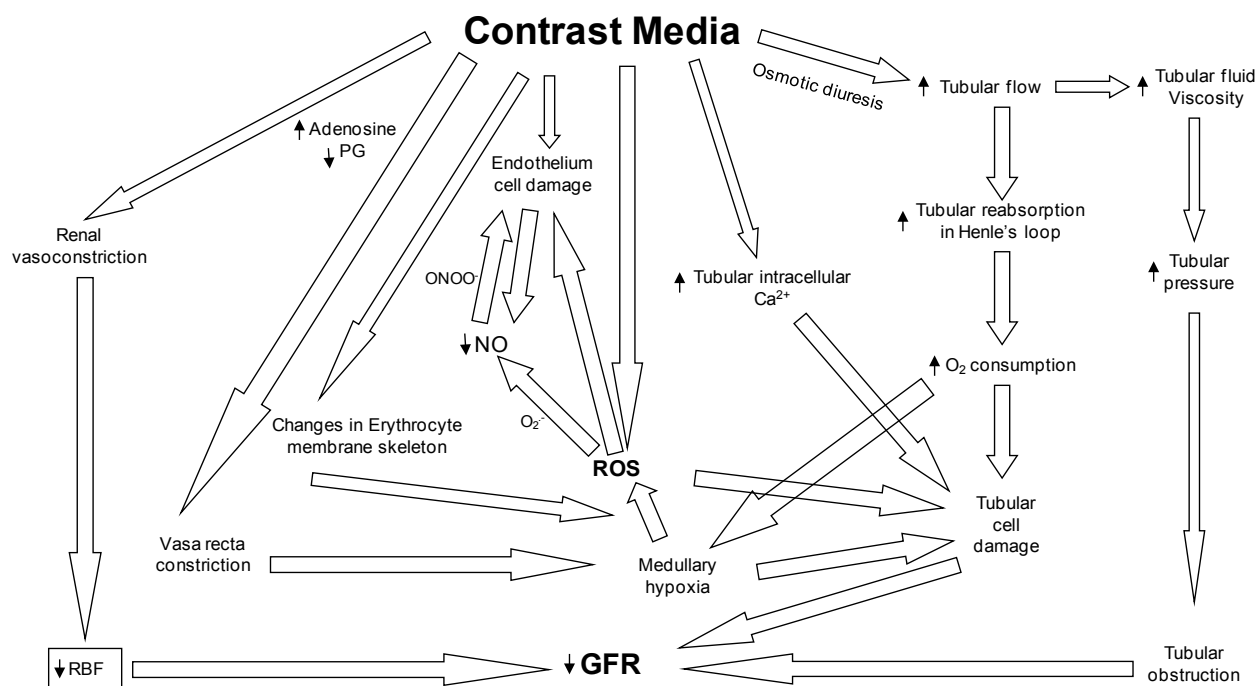 Contrast Media
Osmotic diuresis
↑ Tubular flow
↑ Tubular fluid
Viscosity
↑ Adenosine
↓ PG
Endothelium
cell damage
Renal
vasoconstriction
↑ Tubular reabsorption
in Henle's loop
ONOO⁻
↑ Tubular intracellular
Ca²⁺
↑ Tubular
pressure
↓ NO
↑ O₂ consumption
O₂·⁻
Changes in Erythrocyte
membrane skeleton
ROS
Tubular
cell
damage
Vasa recta
constriction
Medullary
hypoxia
↓ RBF
↓ GFR
Tubular
obstruction